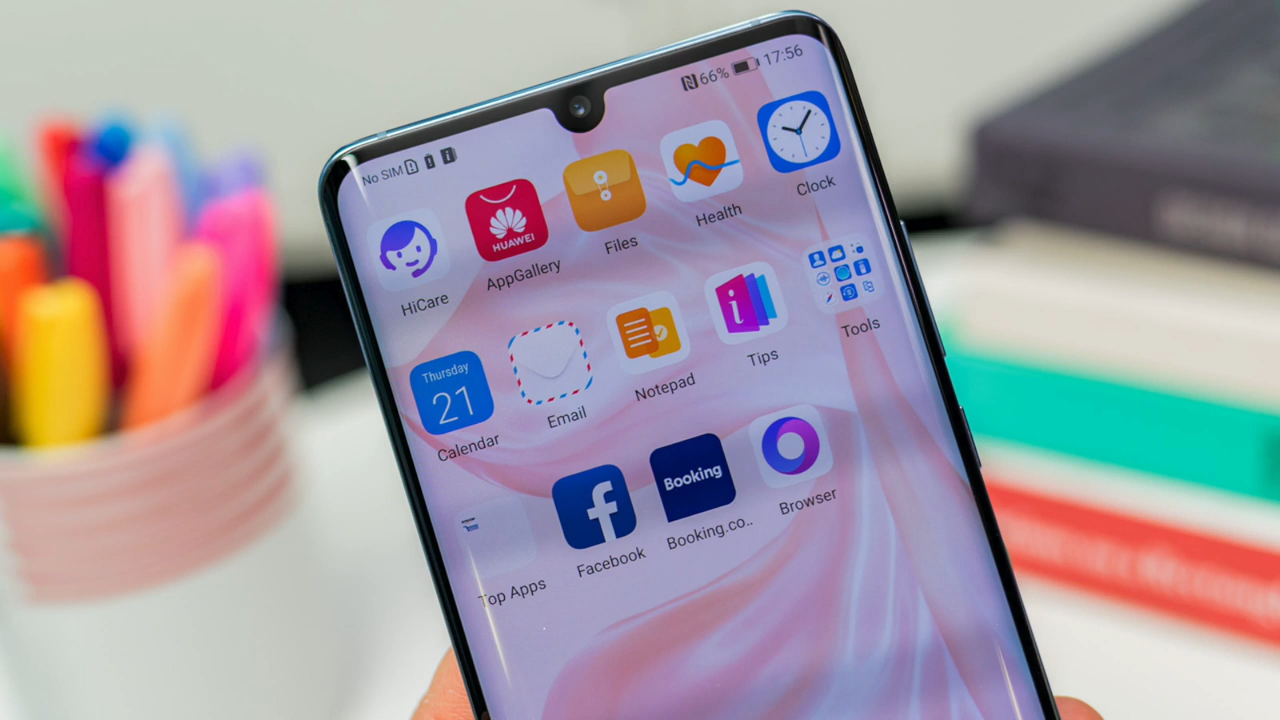 No SIM
66%
17:56
HUAWEI
HiCare
AppGallery
Files
Health
Clock
Thursday
21
Calendar
Email
Notepad
i
Tips
Tools
Top Apps
f
Facebook
Booking
Booking.co..
Browser